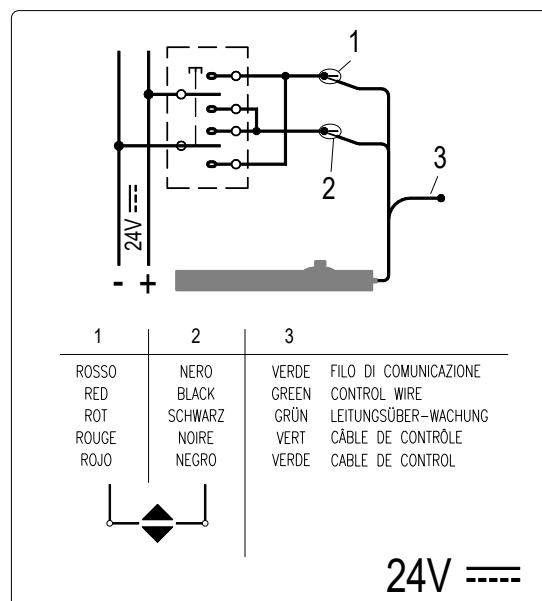 1
2
3
24V
- +
1 2 3
ROSSO NERO VERDE FILO DI COMUNICAZIONE
RED BLACK GREEN CONTROL WIRE
ROT SCHWARZ GRÜN LEITUNGSÜBER-WACHUNG
ROUGE NOIRE VERT CÂBLE DE CONTRÔLE
ROJO NEGRO VERDE CABLE DE CONTROL
24V